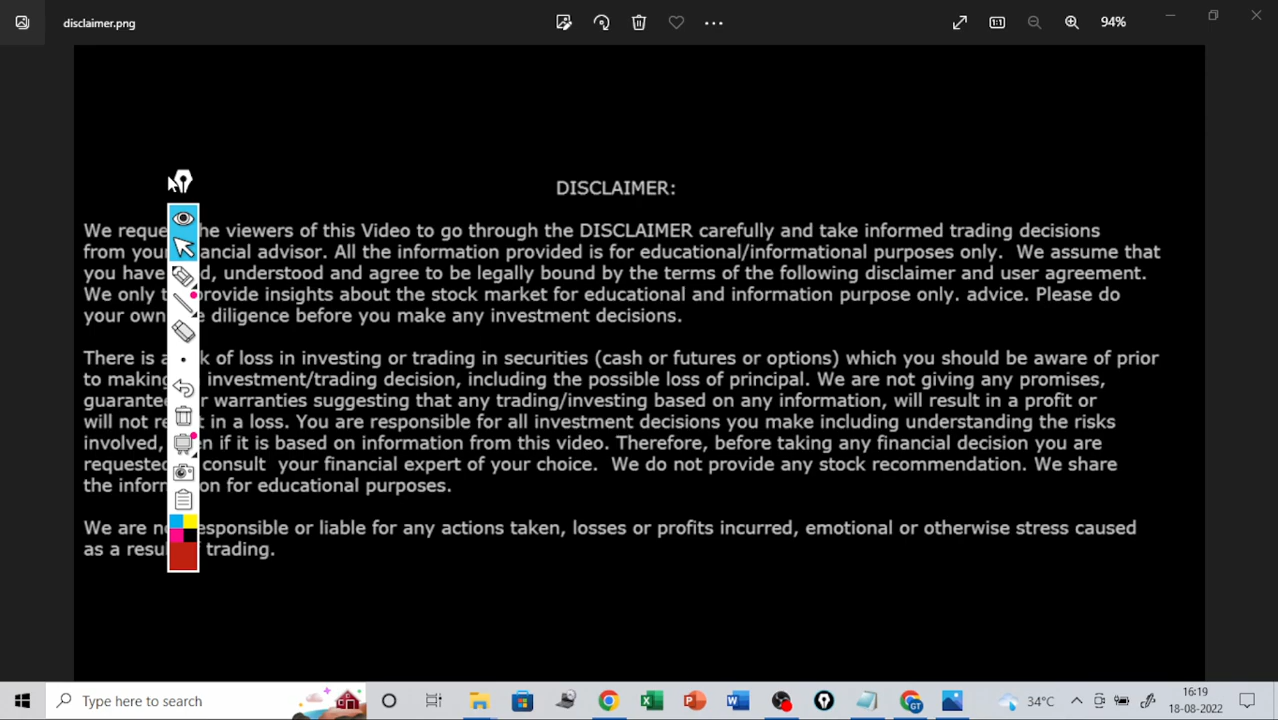 disclaimer.png
94%
DISCLAIMER:
We reque he viewers of this Video to go through the DISCLAIMER carefully and take informed trading decisions
from your ancial advisor. All the information provided is for educational/informational purposes only. We assume that
you have d, understood and agree to be legally bound by the terms of the following disclaimer and user agreement.
We only t provide insights about the stock market for educational and information purpose only. advice. Please do
your own e diligence before you make any investment decisions.
There is a k of loss in investing or trading in securities (cash or futures or options) which you should be aware of prior
to making investment/trading decision, including the possible loss of principal. We are not giving any promises,
guarantee r warranties suggesting that any trading/investing based on any information, will result in a profit or
will not re t in a loss. You are responsible for all investment decisions you make including understanding the risks
involved, n if it is based on information from this video. Therefore, before taking any financial decision you are
requested consult your financial expert of your choice. We do not provide any stock recommendation. We share
the inform on for educational purposes.
We are no responsible or liable for any actions taken, losses or profits incurred, emotional or otherwise stress caused
as a resul trading.
Type here to search
GT
34°C
16:19
18-08-2022